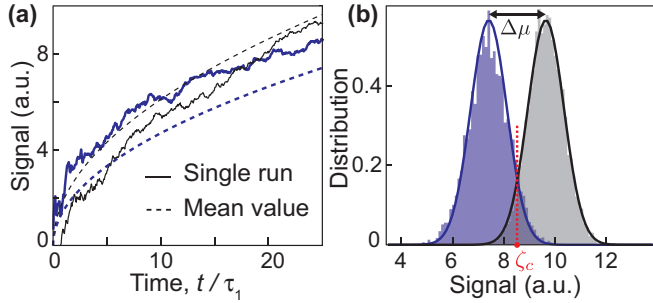 (a)
Signal (a.u.)
8
4
0
Single run
Mean value
0
10
20
Time, t / τ₁
(b)
Δμ
Distribution
0.4
0.2
0.0
4
6
8
ζc
10
12
Signal (a.u.)